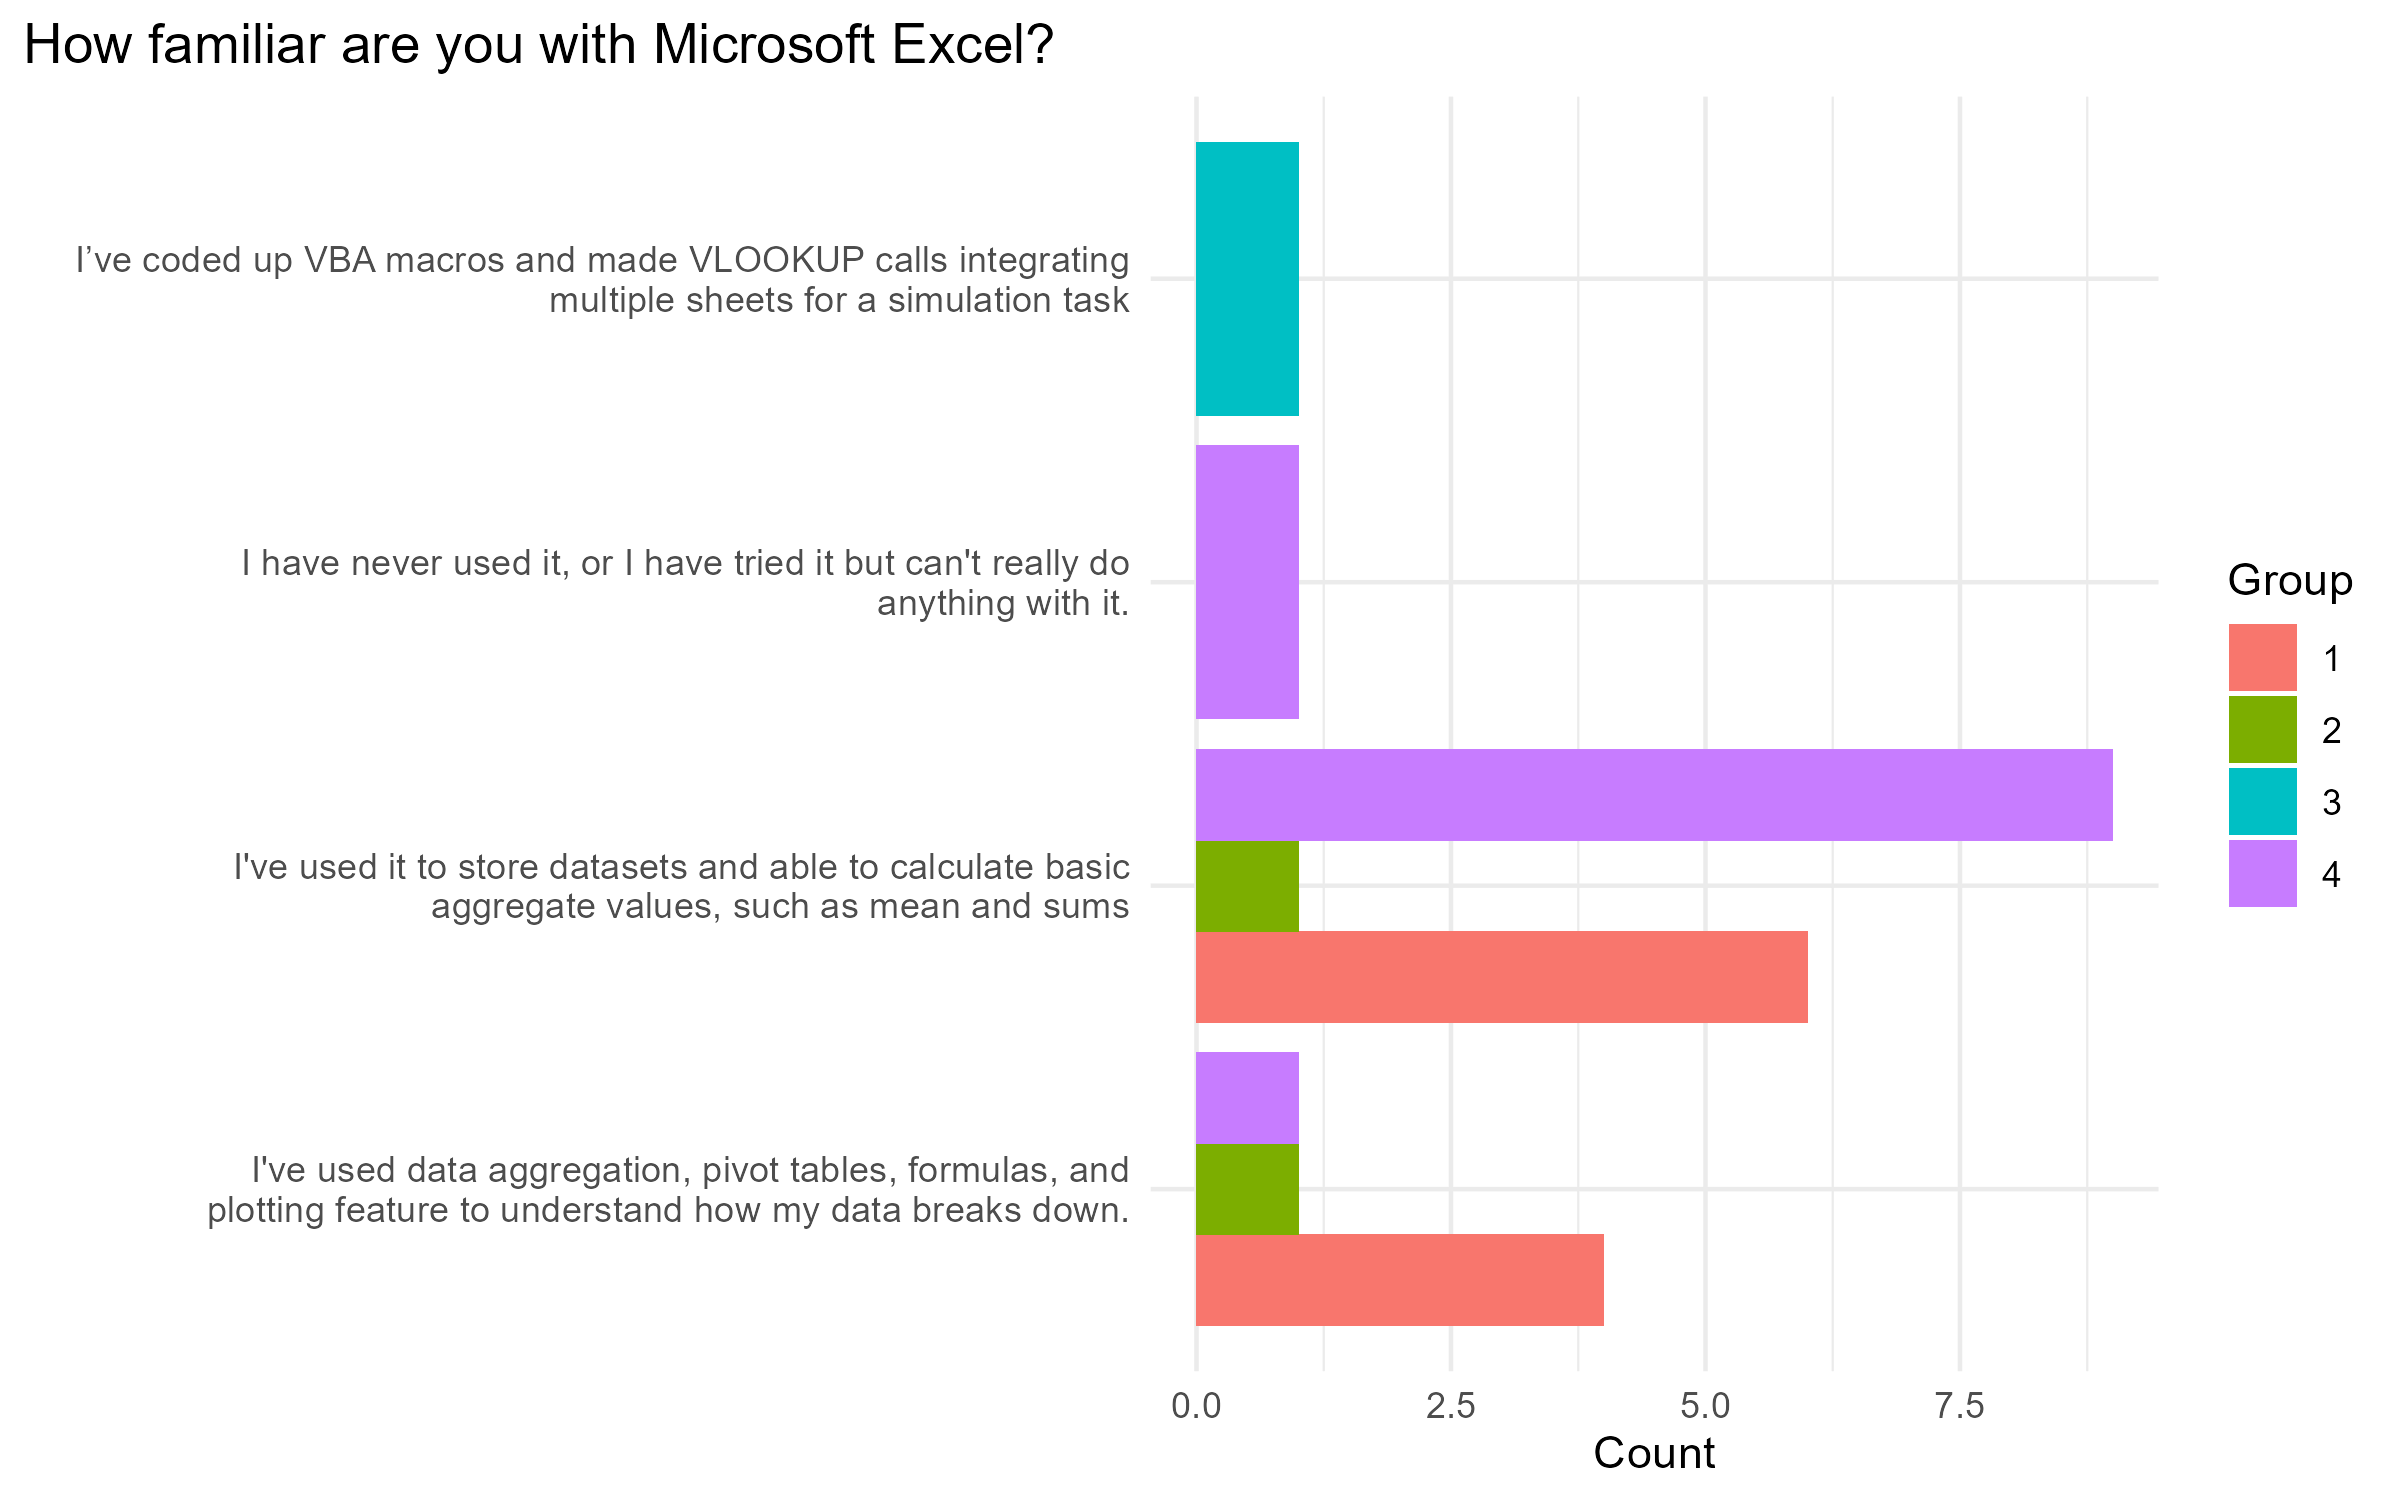 How familiar are you with Microsoft Excel?
I’ve coded up VBA macros and made VLOOKUP calls integrating
multiple sheets for a simulation task
I have never used it, or I have tried it but can't really do
anything with it.
I've used it to store datasets and able to calculate basic
aggregate values, such as mean and sums
I've used data aggregation, pivot tables, formulas, and
plotting feature to understand how my data breaks down.
0.0 2.5 5.0 7.5
Count
Group
1
2
3
4